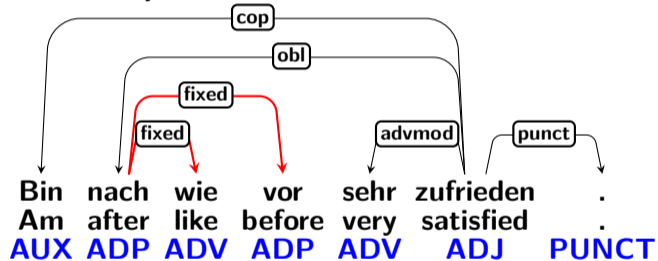 cop
obl
fixed
fixed advmod punct
Bin nach wie vor sehr zufrieden .
Am after like before very satisfied .
AUX ADP ADV ADP ADV ADJ PUNCT